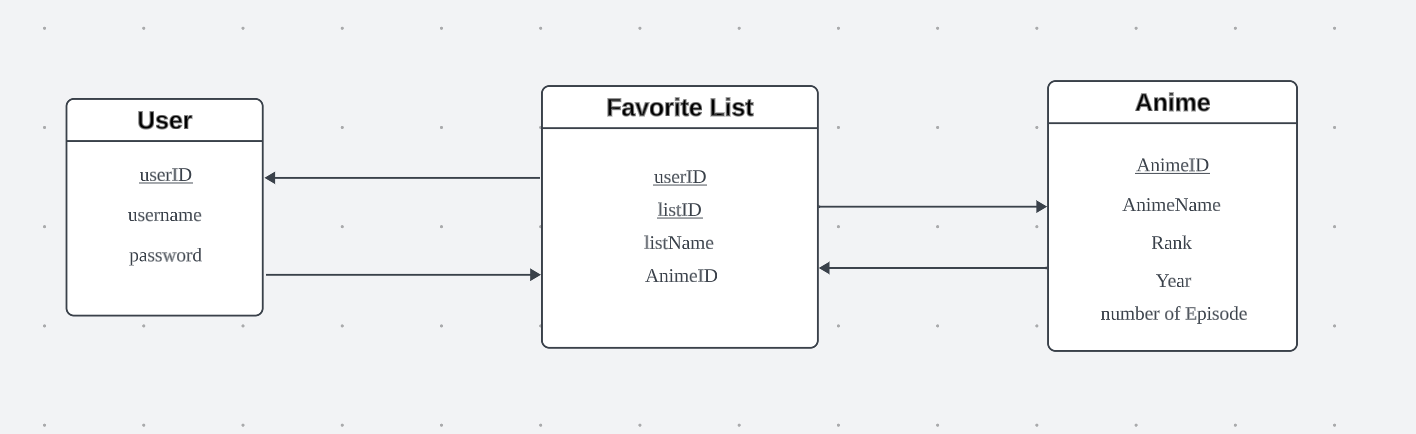 User
userID
username
password
Favorite List
userID
listID
listName
AnimeID
Anime
AnimeID
AnimeName
Rank
Year
number of Episode